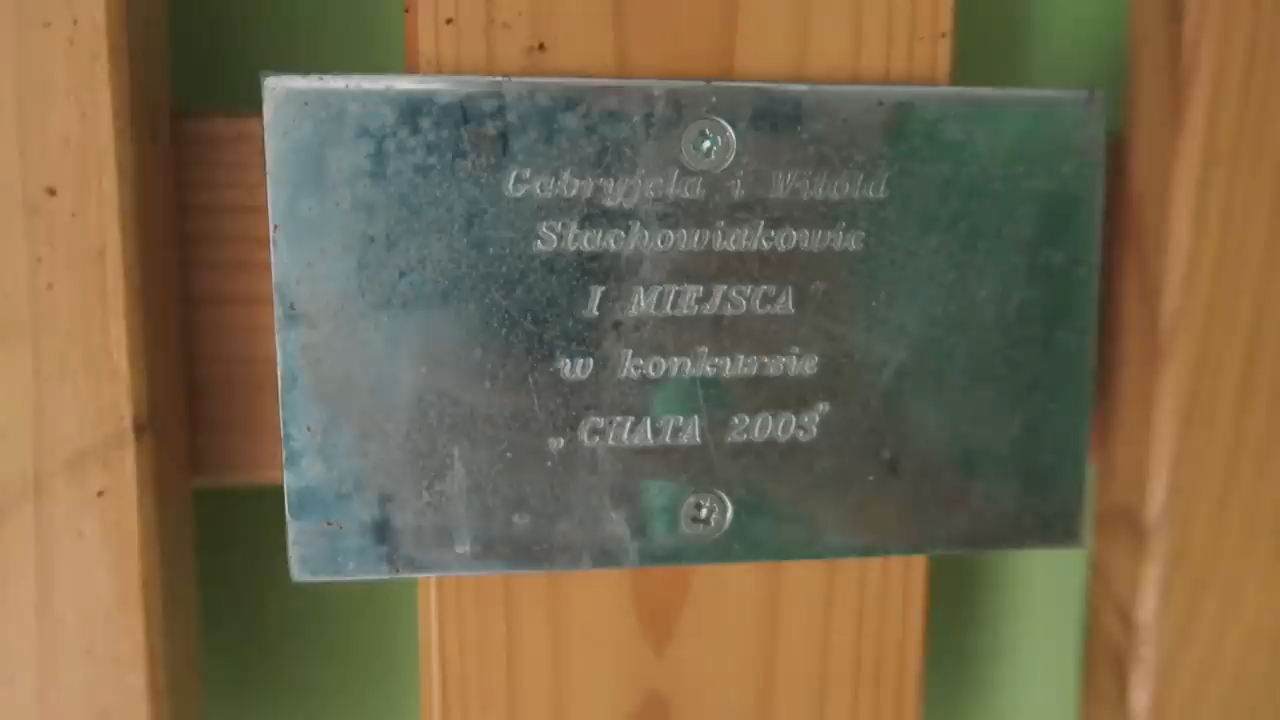 Gabryjela i Witold
Stachowiakowie
I MIEJSCA
w konkursie
„CHATA 2003”